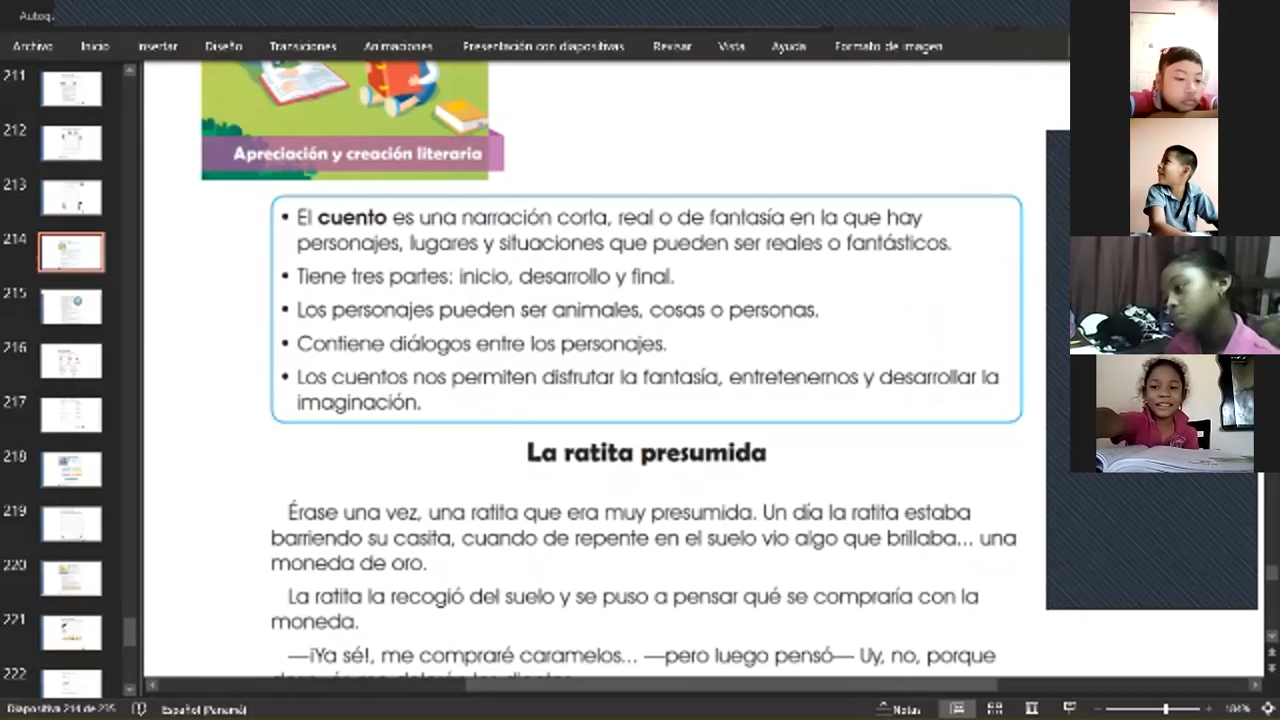 Archivo Inicio Insertar Diseño Transiciones Animaciones Presentación con diapositivas Revisar Vista Ayuda Formato de imagen
211
212
213
214
215
216
217
218
219
220
221
222
Apreciación y creación literaria
• El cuento es una narración corta, real o de fantasía en la que hay
personajes, lugares y situaciones que pueden ser reales o fantásticos.
• Tiene tres partes: inicio, desarrollo y final.
• Los personajes pueden ser animales, cosas o personas.
• Contiene diálogos entre los personajes.
• Los cuentos nos permiten disfrutar la fantasía, entretenernos y desarrollar la
imaginación.
La ratita presumida
Érase una vez, una ratita que era muy presumida. Un día la ratita estaba
barriendo su casita, cuando de repente en el suelo vio algo que brillaba... una
moneda de oro.
La ratita la recogió del suelo y se puso a pensar qué se compraría con la
moneda.
—¡Ya sé!, me compraré caramelos... —pero luego pensó— Uy, no, porque
Diapositiva 214 de 235 Español (Panamá) Notas 184%